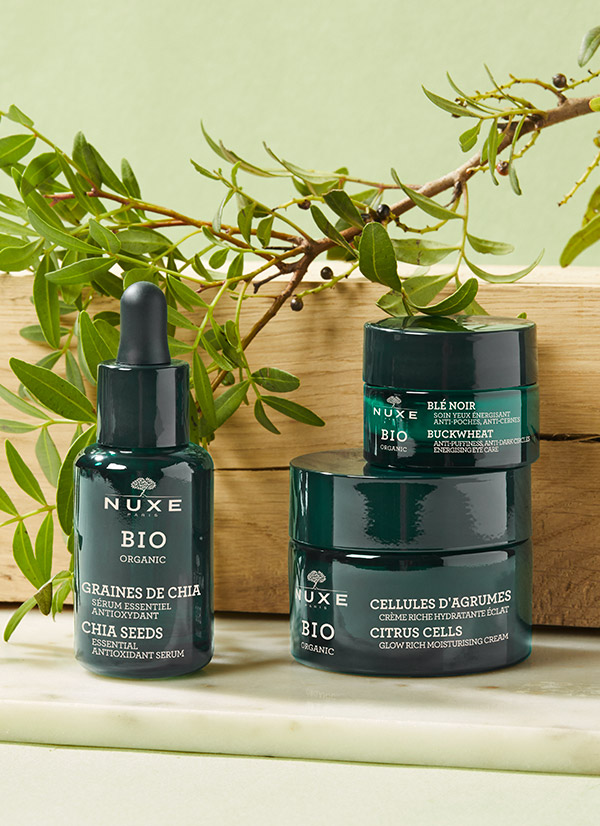 NUXE
PARIS
BIO
ORGANIC
GRAINES DE CHIA
SÉRUM ESSENTIEL
ANTIOXYDANT
CHIA SEEDS
ESSENTIAL
ANTIOXIDANT SERUM
NUXE
PARIS
BIO
ORGANIC
BLÉ NOIR
SOIN YEUX ÉNERGISANT
ANTI-POCHES, ANTI-CERNES
BUCKWHEAT
ANTI-PUFFINESS, ANTI-DARK CIRCLES
ENERGISING EYE CARE
NUXE
PARIS
BIO
ORGANIC
CELLULES D'AGRUMES
CRÈME RICHE HYDRATANTE ÉCLAT
CITRUS CELLS
GLOW RICH MOISTURISING CREAM